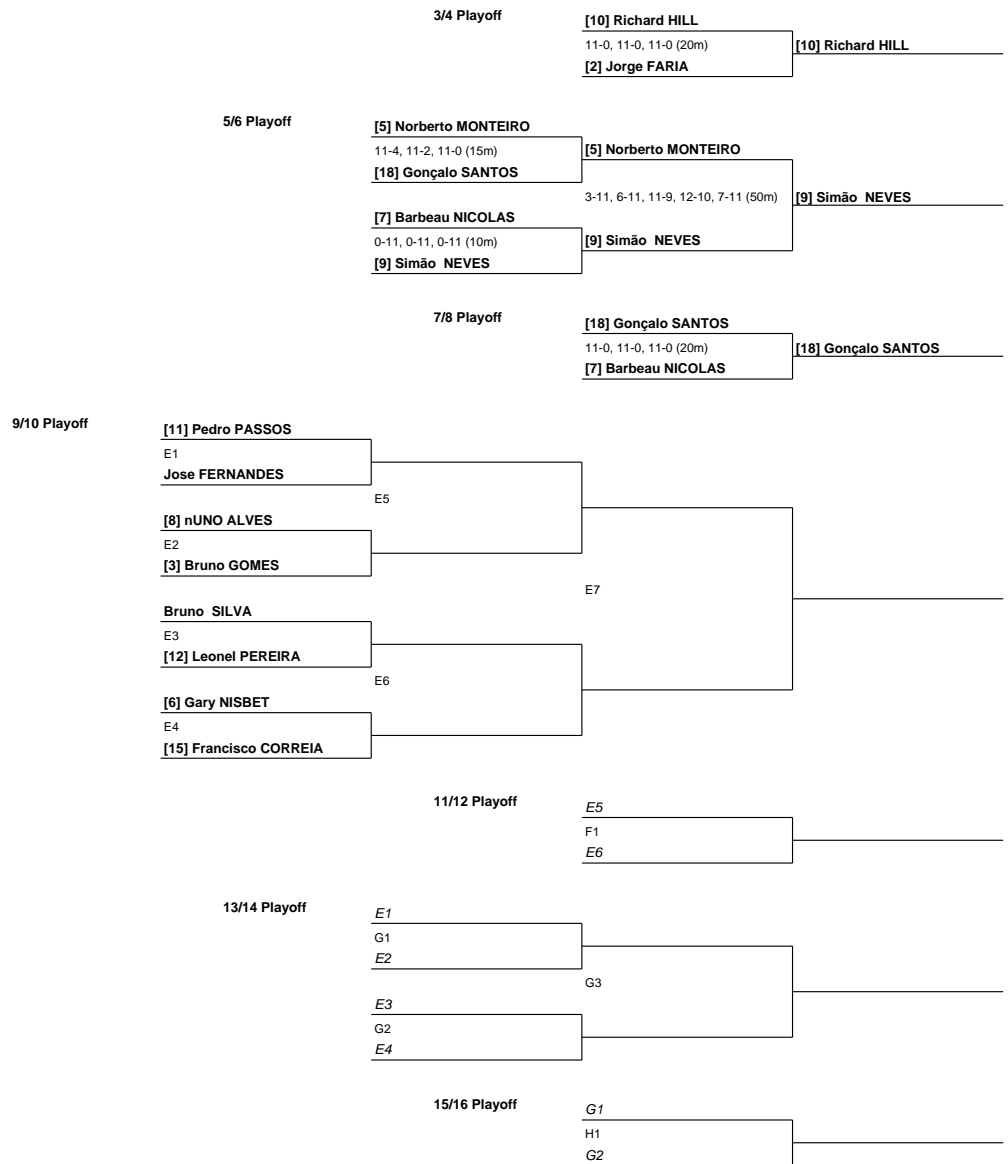 3/4 Playoff
[10] Richard HILL
11-0, 11-0, 11-0 (20m)
[10] Richard HILL
[2] Jorge FARIA
5/6 Playoff
[5] Norberto MONTEIRO
11-4, 11-2, 11-0 (15m)
[5] Norberto MONTEIRO
[18] Gonçalo SANTOS
3-11, 6-11, 11-9, 12-10, 7-11 (50m)
[9] Simão  NEVES
[7] Barbeau NICOLAS
0-11, 0-11, 0-11 (10m)
[9] Simão  NEVES
[9] Simão  NEVES
7/8 Playoff
[18] Gonçalo SANTOS
11-0, 11-0, 11-0 (20m)
[18] Gonçalo SANTOS
[7] Barbeau NICOLAS
9/10 Playoff
[11] Pedro PASSOS
E1
Jose FERNANDES
E5
[8] nUNO ALVES
E2
[3] Bruno GOMES
E7
Bruno  SILVA
E3
[12] Leonel PEREIRA
E6
[6] Gary NISBET
E4
[15] Francisco CORREIA
11/12 Playoff
E5
F1
E6
13/14 Playoff
E1
G1
E2
G3
E3
G2
E4
15/16 Playoff
G1
H1
G2